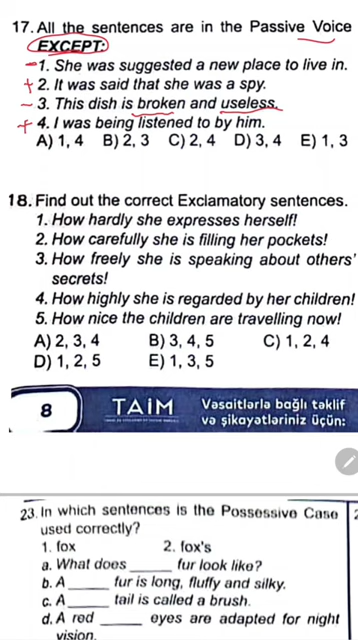 17. All the sentences are in the Passive Voice
EXCEPT:
- 1. She was suggested a new place to live in.
+ 2. It was said that she was a spy.
~ 3. This dish is broken and useless.
+ 4. I was being listened to by him.
A) 1, 4 B) 2, 3 C) 2, 4 D) 3, 4 E) 1, 3
18. Find out the correct Exclamatory sentences.
1. How hardly she expresses herself!
2. How carefully she is filling her pockets!
3. How freely she is speaking about others'
secrets!
4. How highly she is regarded by her children!
5. How nice the children are travelling now!
A) 2, 3, 4 B) 3, 4, 5 C) 1, 2, 4
D) 1, 2, 5 E) 1, 3, 5
8 TAIM Vəsaitlərlə bağlı təklif
və şikayətləriniz üçün:
23. In which sentences is the Possessive Case
used correctly?
1. fox 2. fox's
a. What does ______ fur look like?
b. A ______ fur is long, fluffy and silky.
c. A ______ tail is called a brush.
d. A red ______ eyes are adapted for night
vision.